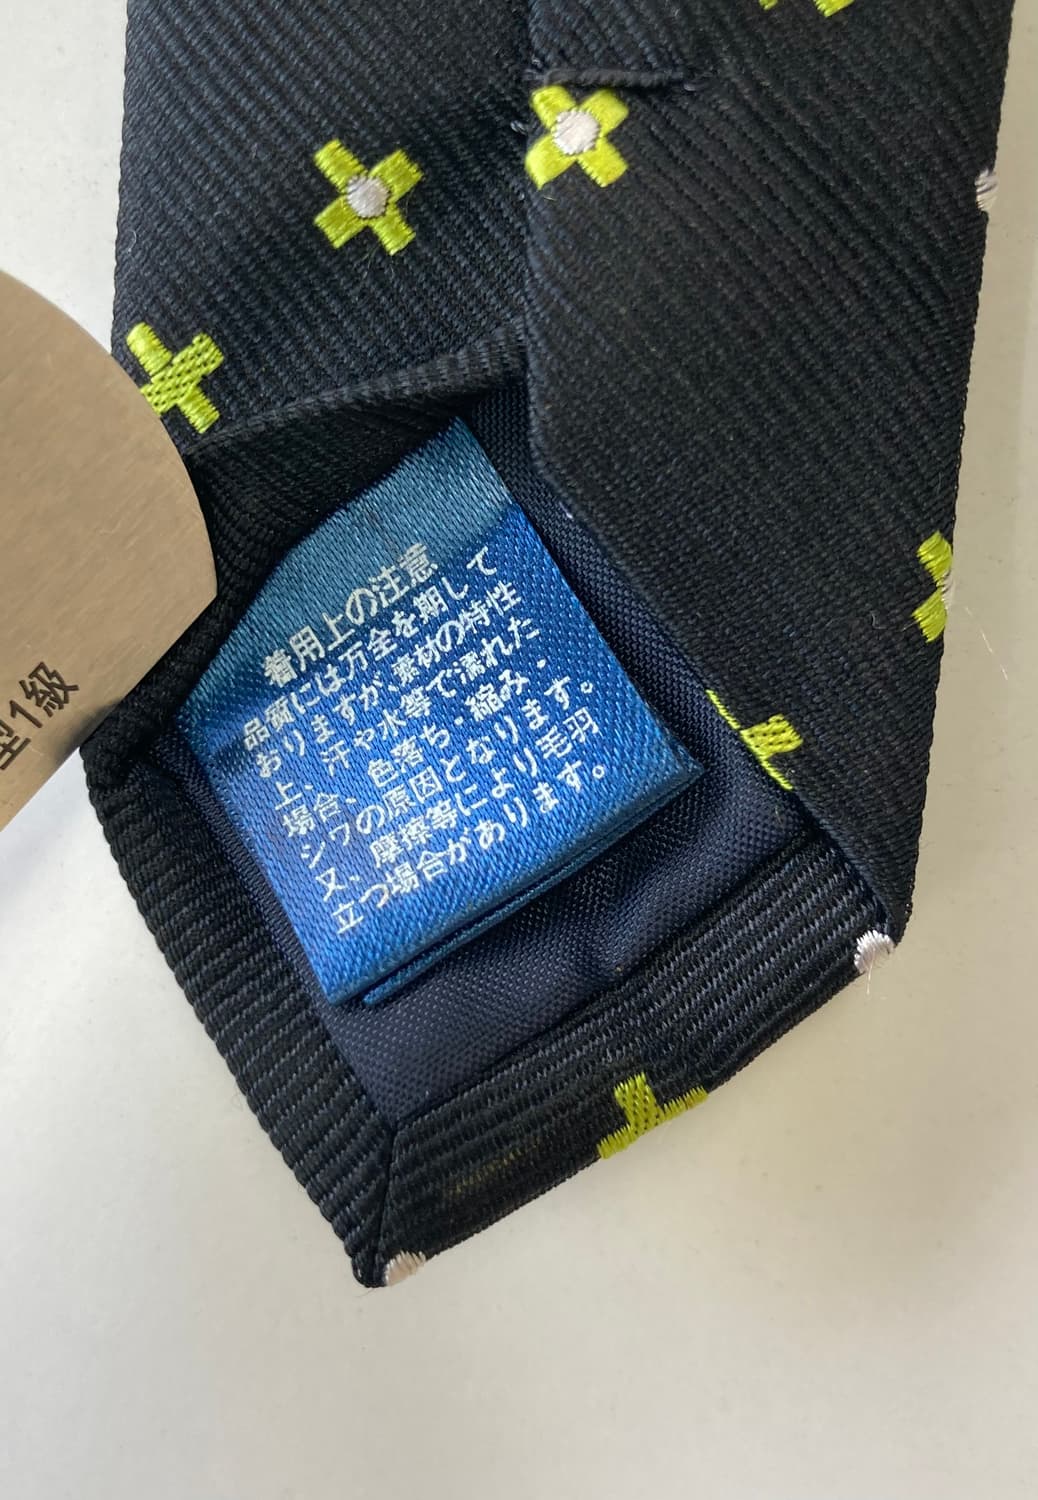 着用上の注意
品質には万全を期して
おりますが、素材の特性
上、汗や水等で濡れた
場合、色落ち・縮み・
シワの原因となります。
又、摩擦等により毛羽
立つ場合があります。
型1級